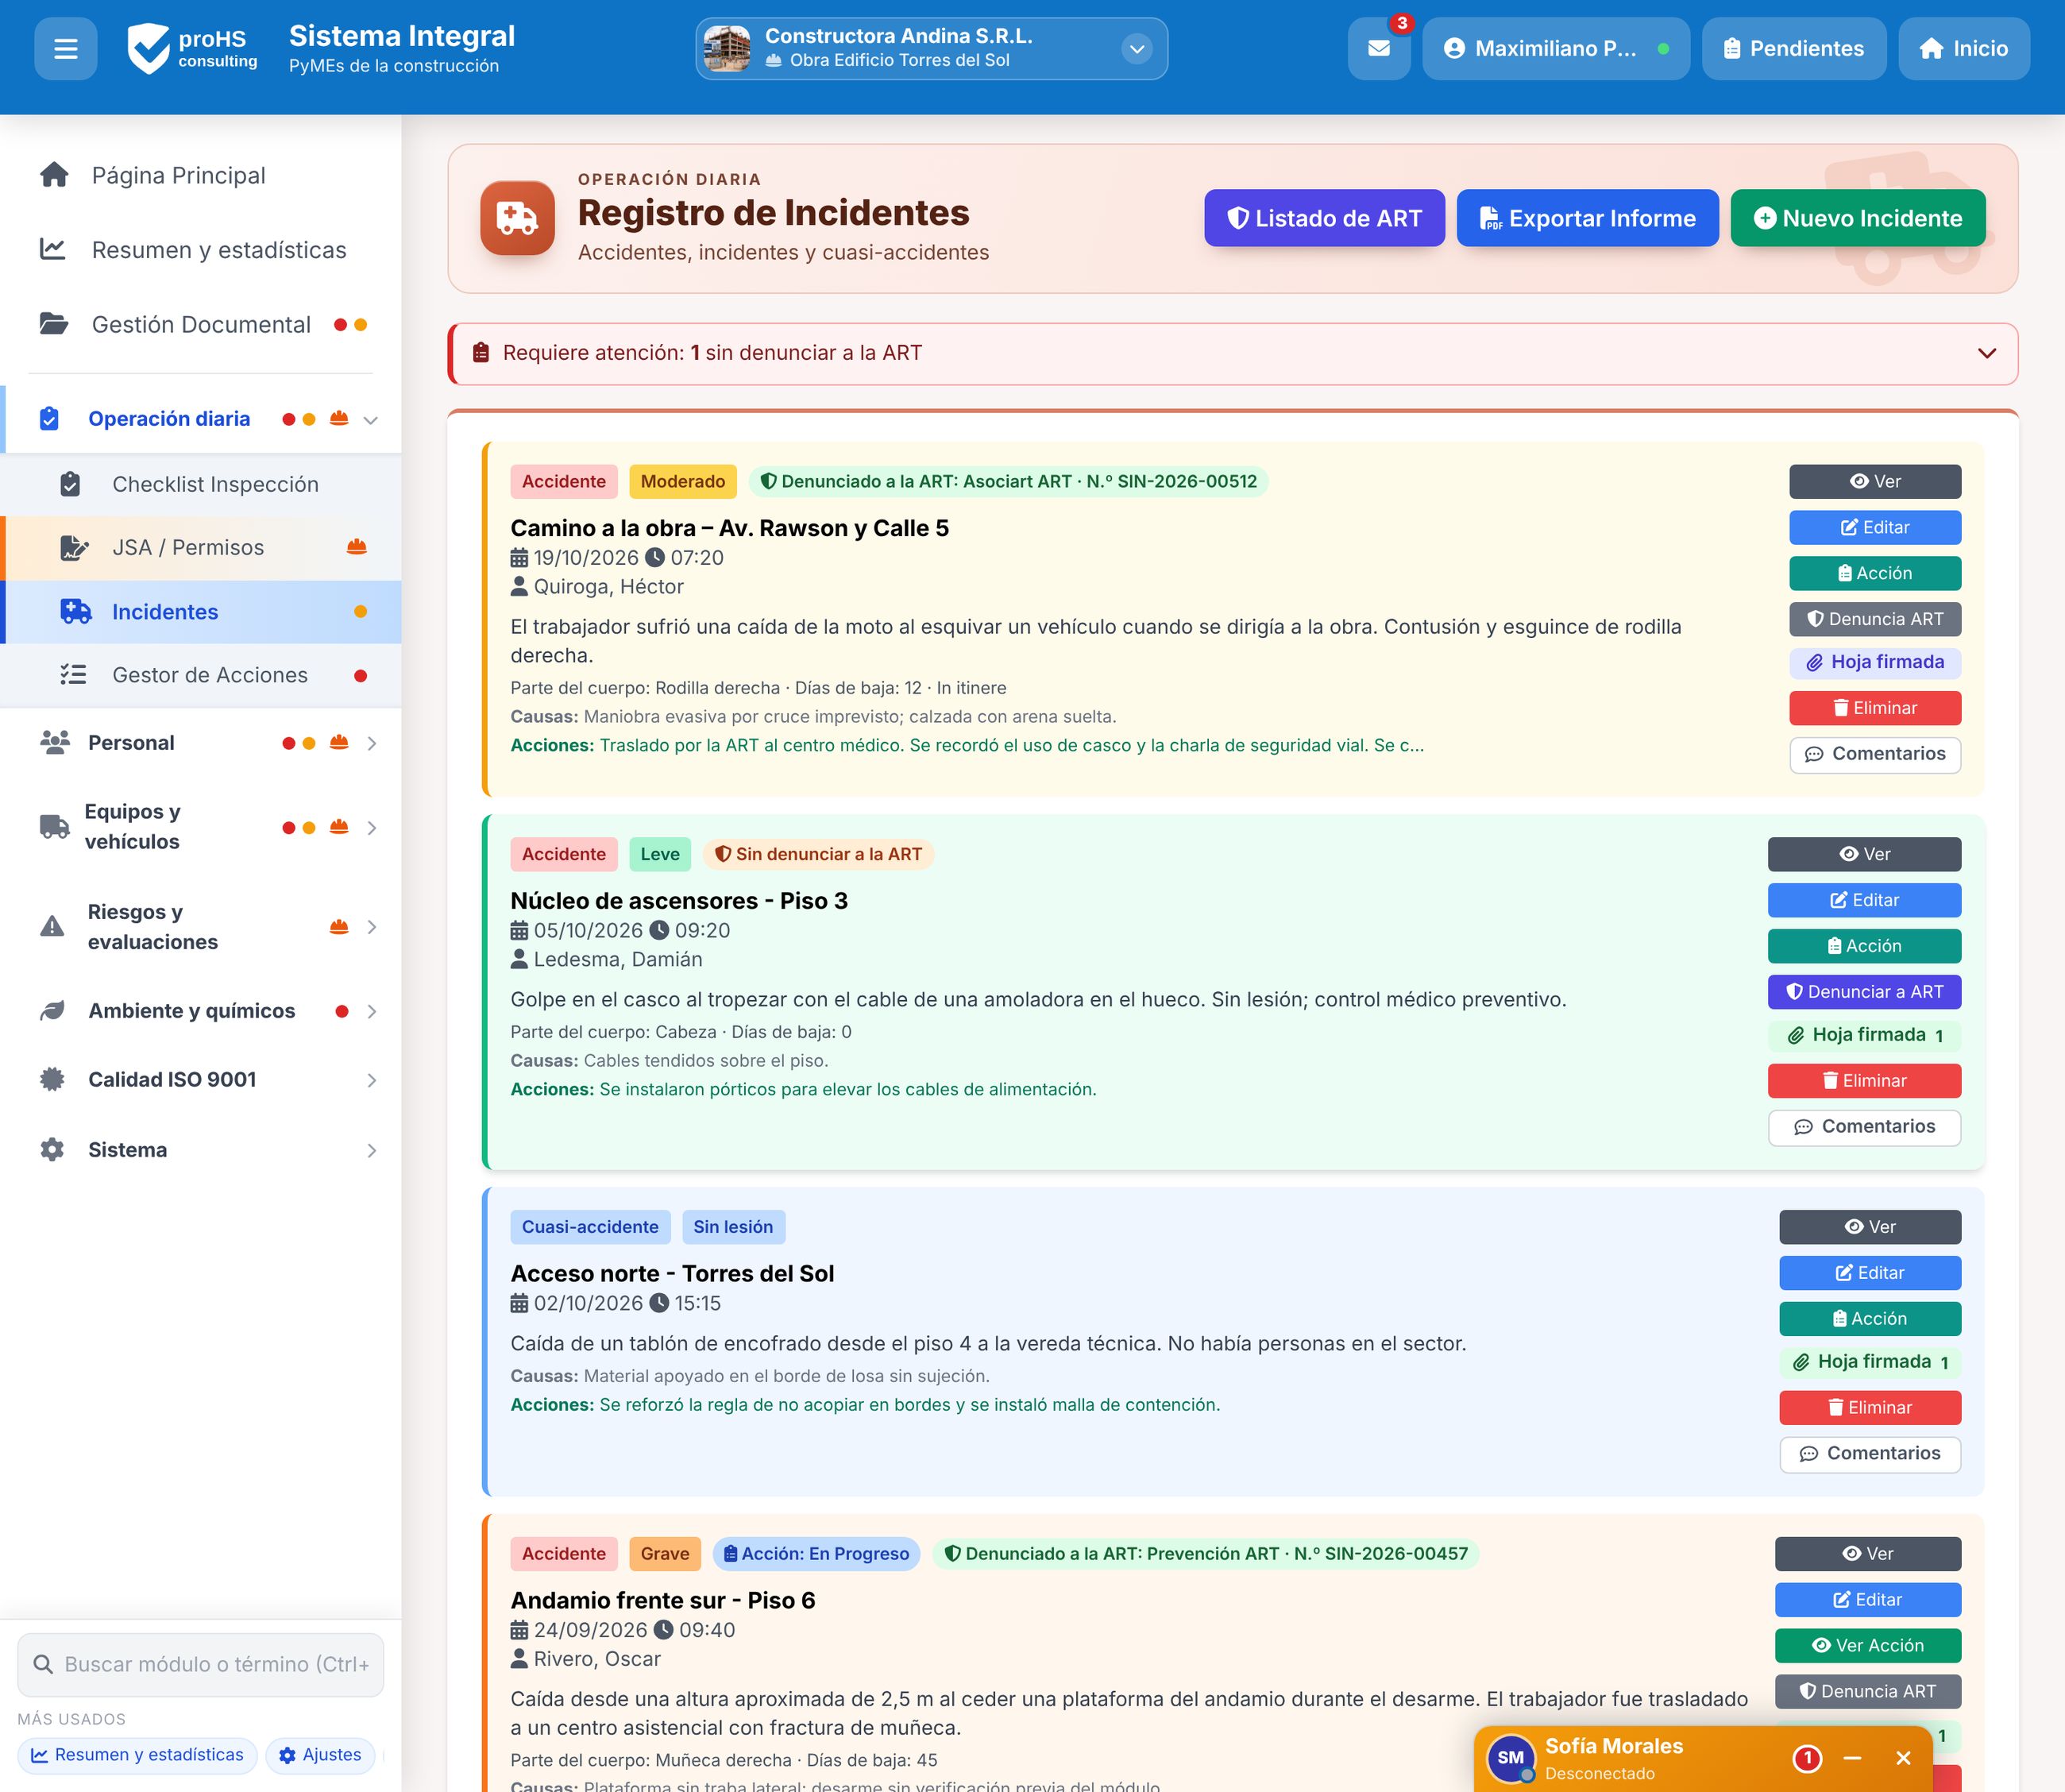 proHS
consulting
Sistema Integral
PyMEs de la construcción
Constructora Andina S.R.L.
Obra Edificio Torres del Sol
3
Maximiliano P...
Pendientes
Inicio
Página Principal
Resumen y estadísticas
Gestión Documental
Operación diaria
Checklist Inspección
JSA / Permisos
Incidentes
Gestor de Acciones
Personal
Equipos y
vehículos
Riesgos y
evaluaciones
Ambiente y químicos
Calidad ISO 9001
Sistema
Buscar módulo o término (Ctrl+
MÁS USADOS
Resumen y estadísticas
Ajustes
OPERACIÓN DIARIA
Registro de Incidentes
Accidentes, incidentes y cuasi-accidentes
Listado de ART
PDF Exportar Informe
Nuevo Incidente
Requiere atención: 1 sin denunciar a la ART
Accidente Moderado Denunciado a la ART: Asociart ART · N.º SIN-2026-00512
Camino a la obra – Av. Rawson y Calle 5
19/10/2026 07:20
Quiroga, Héctor
El trabajador sufrió una caída de la moto al esquivar un vehículo cuando se dirigía a la obra. Contusión y esguince de rodilla
derecha.
Parte del cuerpo: Rodilla derecha · Días de baja: 12 · In itinere
Causas: Maniobra evasiva por cruce imprevisto; calzada con arena suelta.
Acciones: Traslado por la ART al centro médico. Se recordó el uso de casco y la charla de seguridad vial. Se c...
Ver
Editar
Acción
Denuncia ART
Hoja firmada
Eliminar
Comentarios
Accidente Leve Sin denunciar a la ART
Núcleo de ascensores - Piso 3
05/10/2026 09:20
Ledesma, Damián
Golpe en el casco al tropezar con el cable de una amoladora en el hueco. Sin lesión; control médico preventivo.
Parte del cuerpo: Cabeza · Días de baja: 0
Causas: Cables tendidos sobre el piso.
Acciones: Se instalaron pórticos para elevar los cables de alimentación.
Ver
Editar
Acción
Denunciar a ART
Hoja firmada 1
Eliminar
Comentarios
Cuasi-accidente Sin lesión
Acceso norte - Torres del Sol
02/10/2026 15:15
Caída de un tablón de encofrado desde el piso 4 a la vereda técnica. No había personas en el sector.
Causas: Material apoyado en el borde de losa sin sujeción.
Acciones: Se reforzó la regla de no acopiar en bordes y se instaló malla de contención.
Ver
Editar
Acción
Hoja firmada 1
Eliminar
Comentarios
Accidente Grave Acción: En Progreso Denunciado a la ART: Prevención ART · N.º SIN-2026-00457
Andamio frente sur - Piso 6
24/09/2026 09:40
Rivero, Oscar
Caída desde una altura aproximada de 2,5 m al ceder una plataforma del andamio durante el desarme. El trabajador fue trasladado
a un centro asistencial con fractura de muñeca.
Parte del cuerpo: Muñeca derecha · Días de baja: 45
Causas: Plataforma sin traba lateral; desarme sin verificación previa del módulo.
Ver
Editar
Ver Acción
Denuncia ART
1
SM
Sofía Morales
Desconectado
1